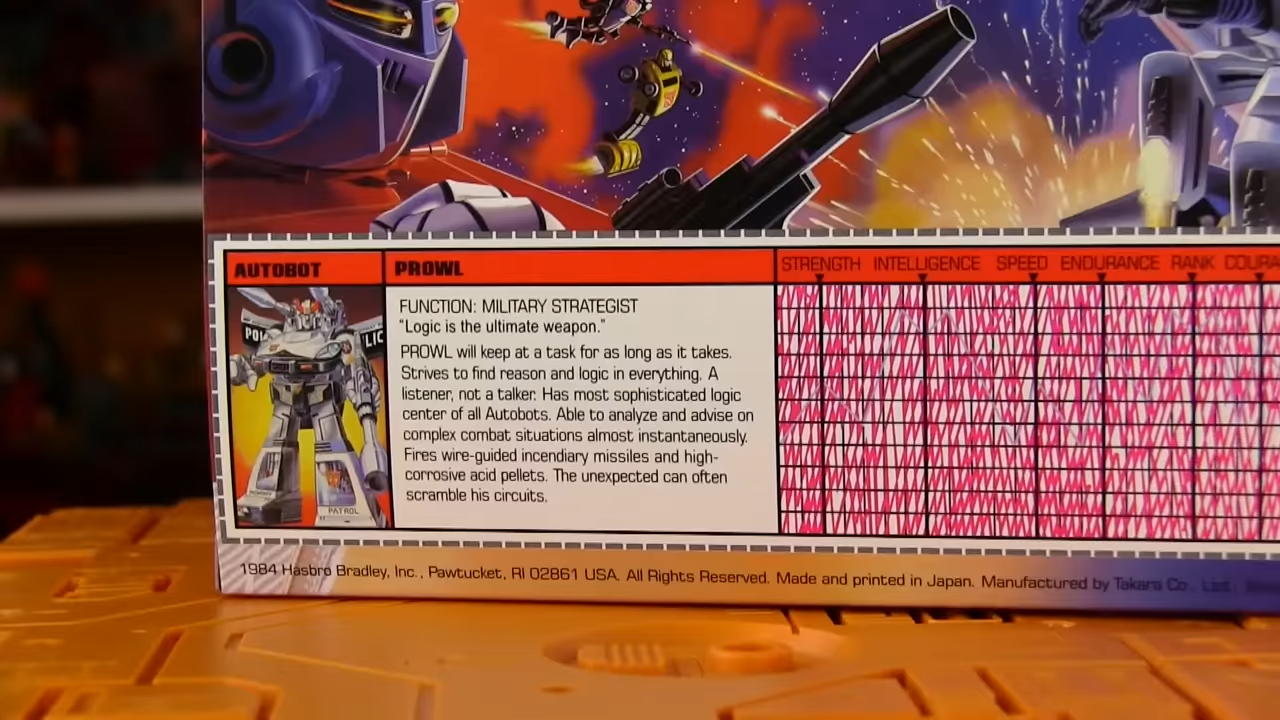 AUTOBOT
PROWL
STRENGTH INTELLIGENCE SPEED ENDURANCE RANK COURA
FUNCTION: MILITARY STRATEGIST
"Logic is the ultimate weapon."
PROWL will keep at a task for as long as it takes.
Strives to find reason and logic in everything. A
listener, not a talker. Has most sophisticated logic
center of all Autobots. Able to analyze and advise on
complex combat situations almost instantaneously.
Fires wire-guided incendiary missiles and high-
corrosive acid pellets. The unexpected can often
scramble his circuits.
POL
LIC
PATROL
1984 Hasbro Bradley, Inc., Pawtucket, RI 02861 USA. All Rights Reserved. Made and printed in Japan. Manufactured by Takara Co., Ltd.